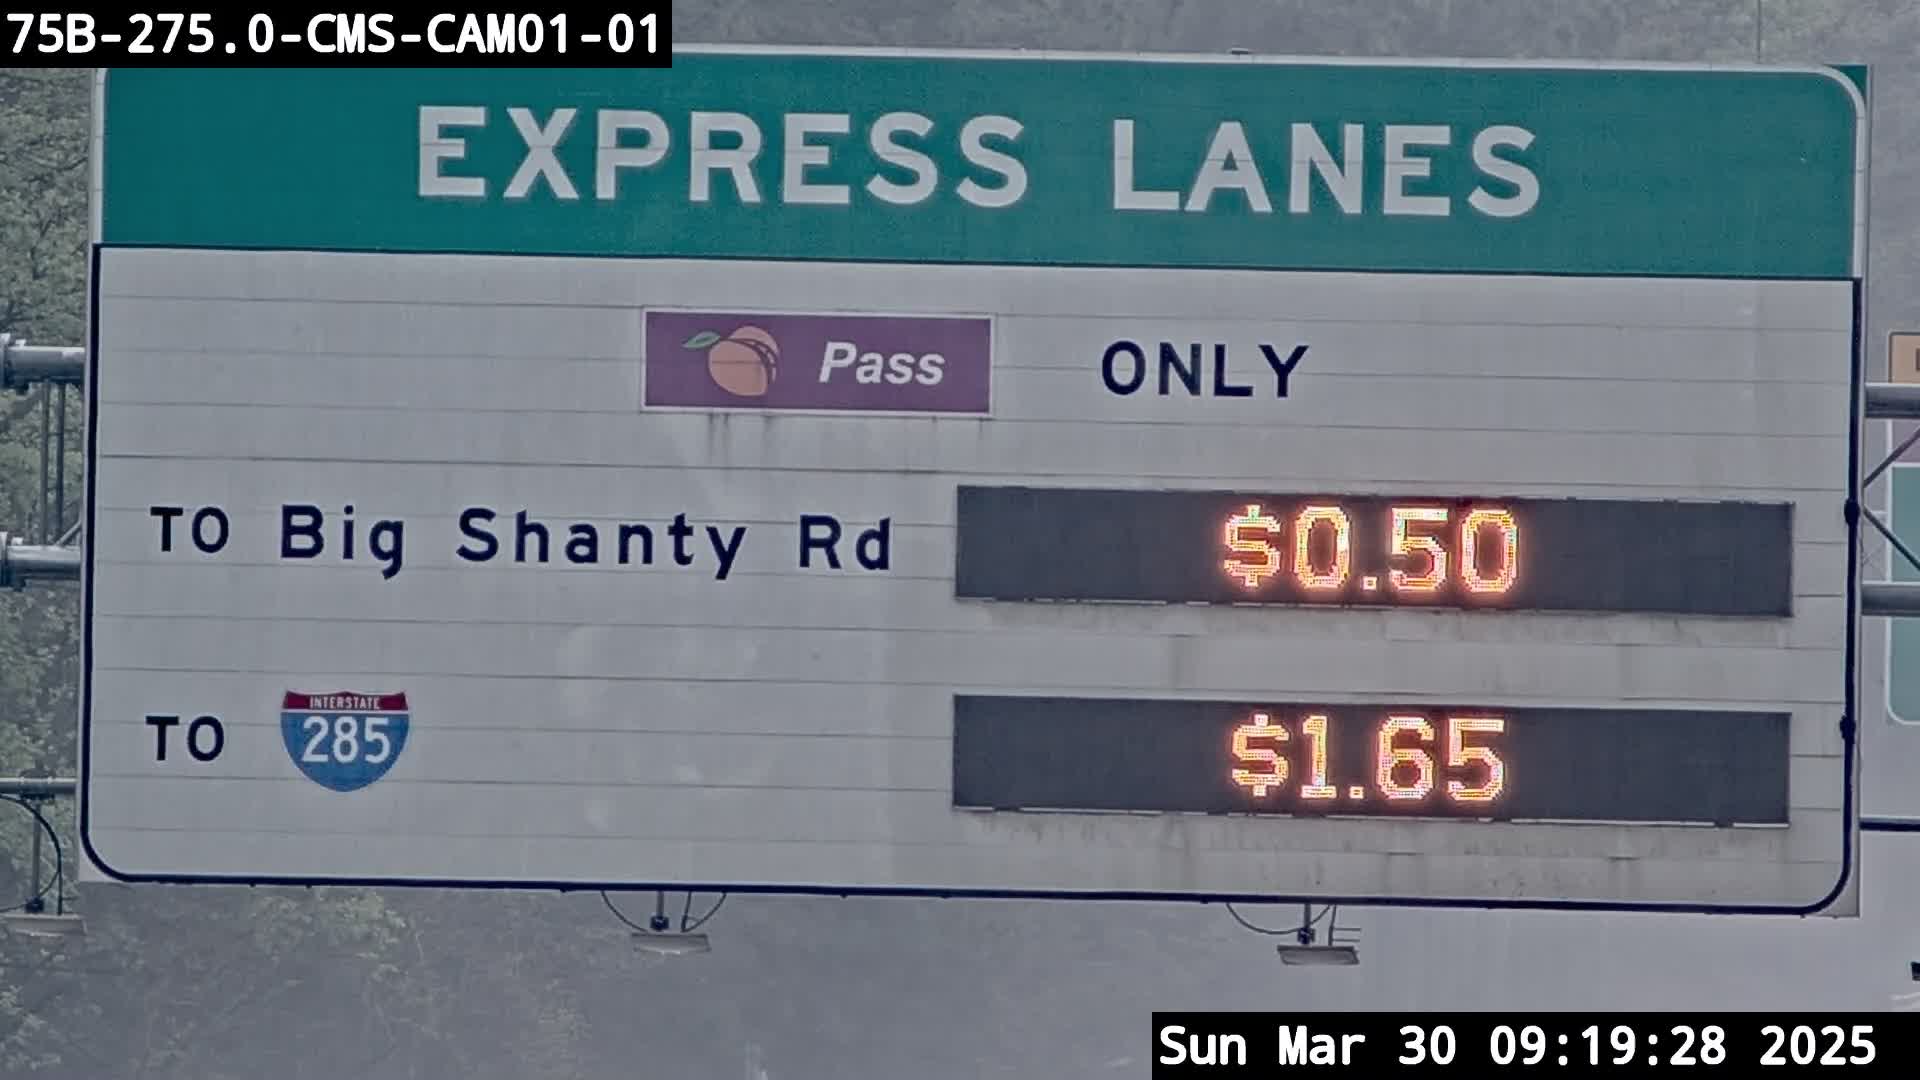 75B-275.0-CMS-CAM01-01
EXPRESS LANES
Pass ONLY
TO Big Shanty Rd $0.50
TO INTERSTATE 285 $1.65
Sun Mar 30 09:19:28 2025